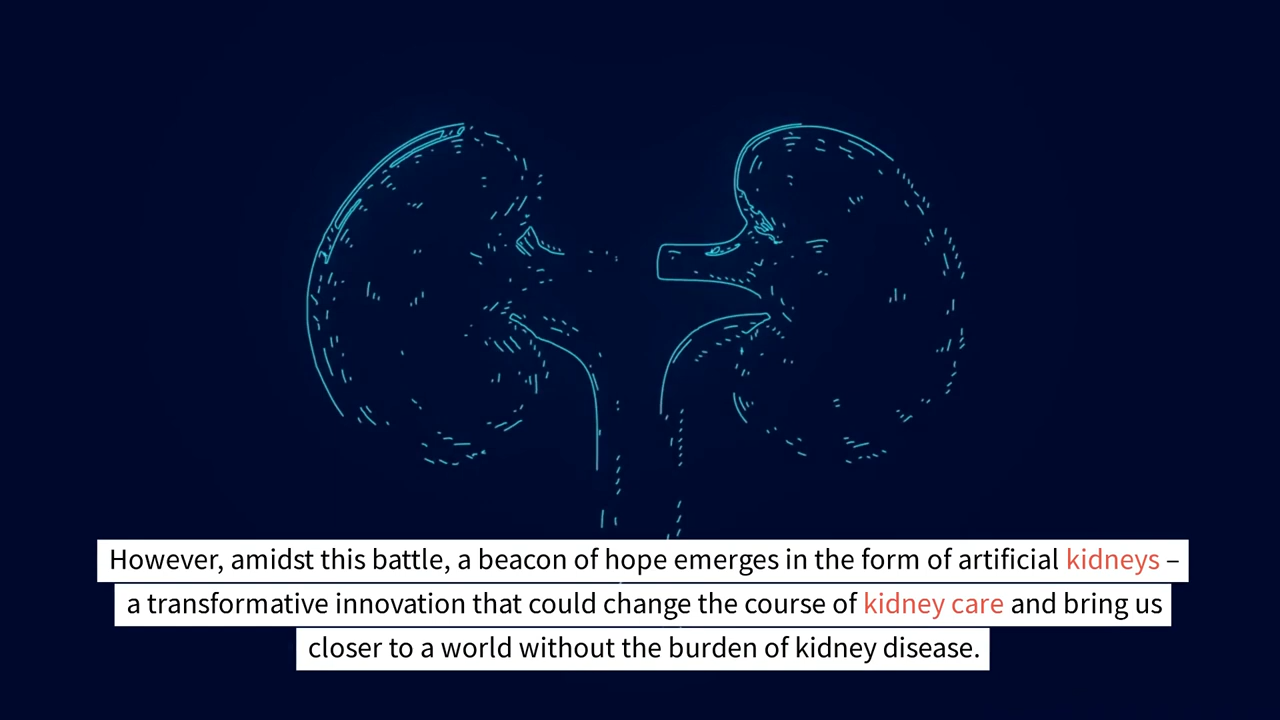 However, amidst this battle, a beacon of hope emerges in the form of artificial kidneys –
a transformative innovation that could change the course of kidney care and bring us
closer to a world without the burden of kidney disease.